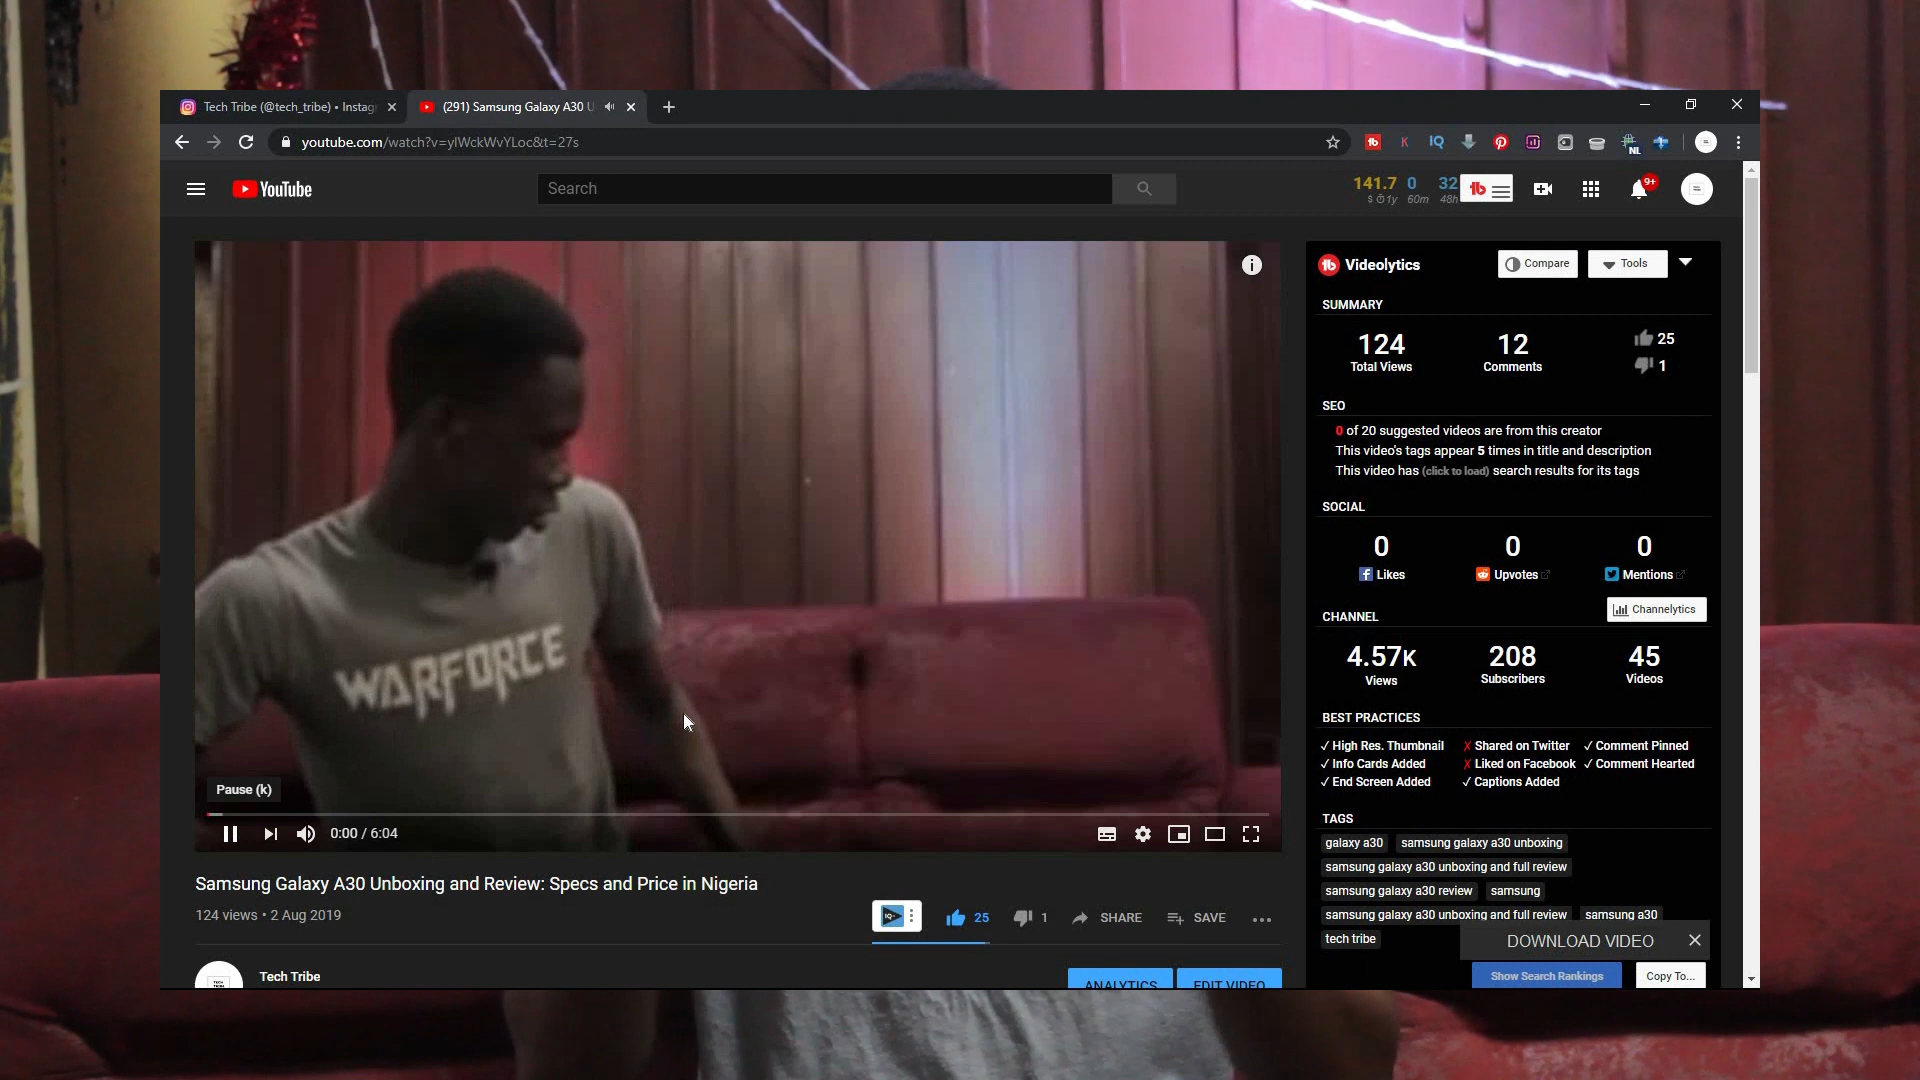 Tech Tribe (@tech_tribe) • Instag
(291) Samsung Galaxy A30 U
youtube.com/watch?v=ylWckWvYLoc&t=27s
IQ
NL
YouTube
Search
141.7 0 32
$ 1y 60m 48h
9+
WARFORCE
Pause (k)
0:00 / 6:04
Samsung Galaxy A30 Unboxing and Review: Specs and Price in Nigeria
124 views • 2 Aug 2019
25
1
SHARE
SAVE
Tech Tribe
ANALYTICS
EDIT VIDEO
Videolytics
Compare
Tools
SUMMARY
124
Total Views
12
Comments
25
1
SEO
0 of 20 suggested videos are from this creator
This video's tags appear 5 times in title and description
This video has (click to load) search results for its tags
SOCIAL
0
Likes
0
Upvotes
0
Mentions
CHANNEL
Channelytics
4.57K
Views
208
Subscribers
45
Videos
BEST PRACTICES
✓ High Res. Thumbnail ✗ Shared on Twitter ✓ Comment Pinned
✓ Info Cards Added ✗ Liked on Facebook ✓ Comment Hearted
✓ End Screen Added ✓ Captions Added
TAGS
galaxy a30 samsung galaxy a30 unboxing
samsung galaxy a30 unboxing and full review
samsung galaxy a30 review samsung
samsung galaxy a30 unboxing and full review samsung a30
tech tribe
DOWNLOAD VIDEO
Show Search Rankings
Copy To...